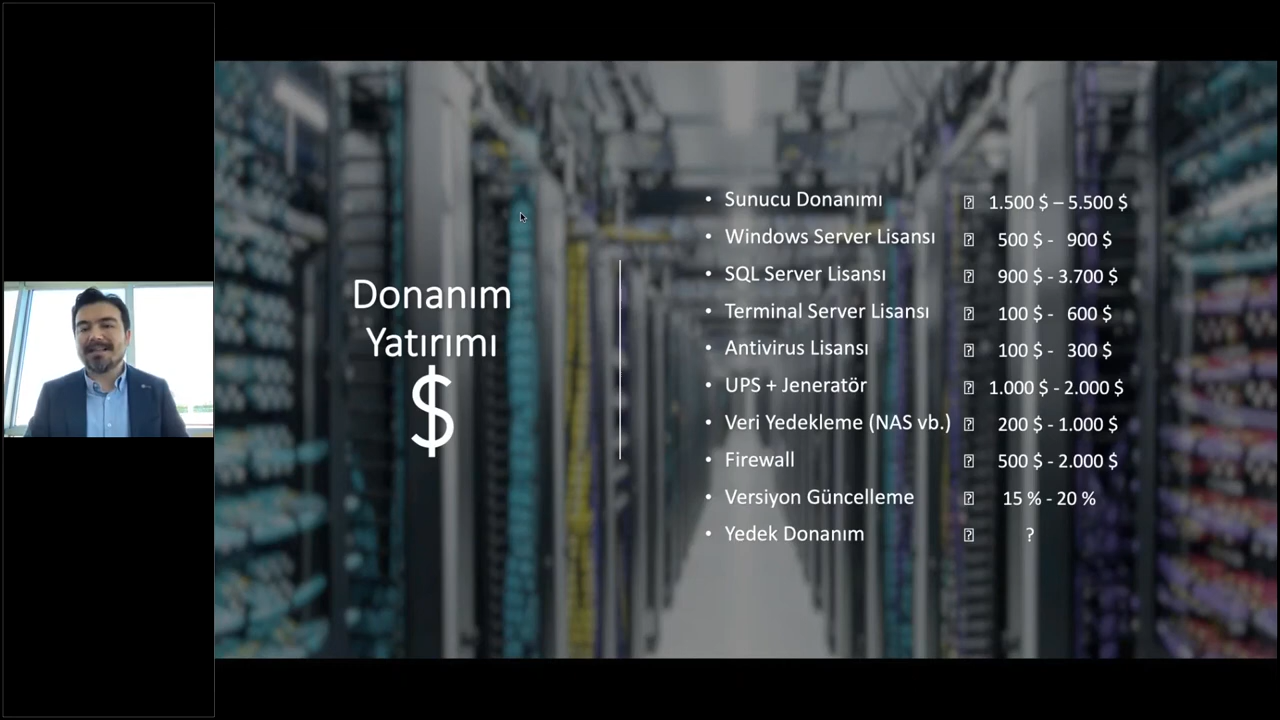 Donanım
Yatırımı
$
• Sunucu Donanımı 1.500 $ – 5.500 $
• Windows Server Lisansı 500 $ - 900 $
• SQL Server Lisansı 900 $ - 3.700 $
• Terminal Server Lisansı 100 $ - 600 $
• Antivirus Lisansı 100 $ - 300 $
• UPS + Jeneratör 1.000 $ - 2.000 $
• Veri Yedekleme (NAS vb.) 200 $ - 1.000 $
• Firewall 500 $ - 2.000 $
• Versiyon Güncelleme 15 % - 20 %
• Yedek Donanım ?